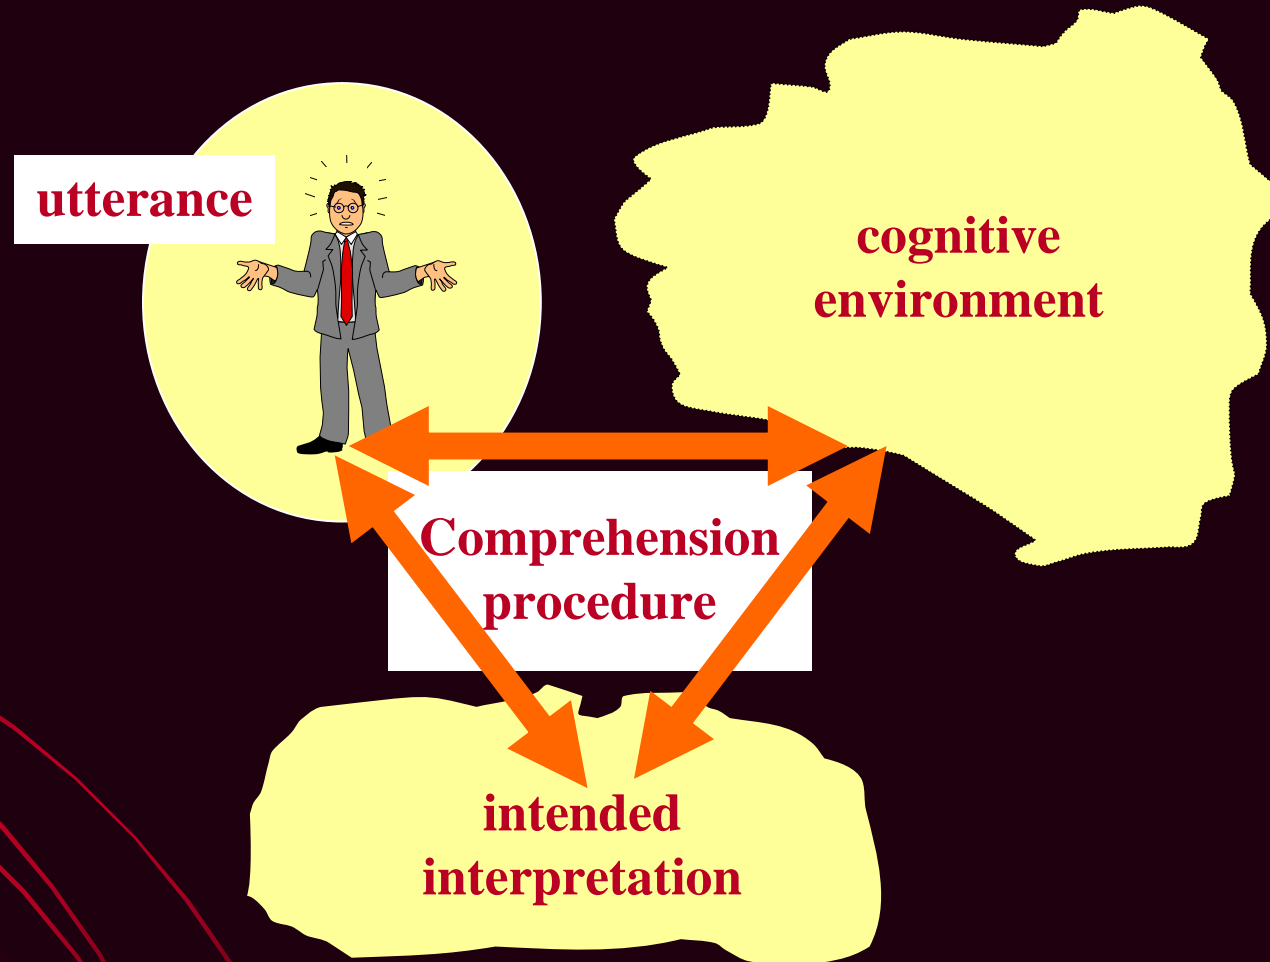 utterance
cognitive
environment
Comprehension
procedure
intended
interpretation